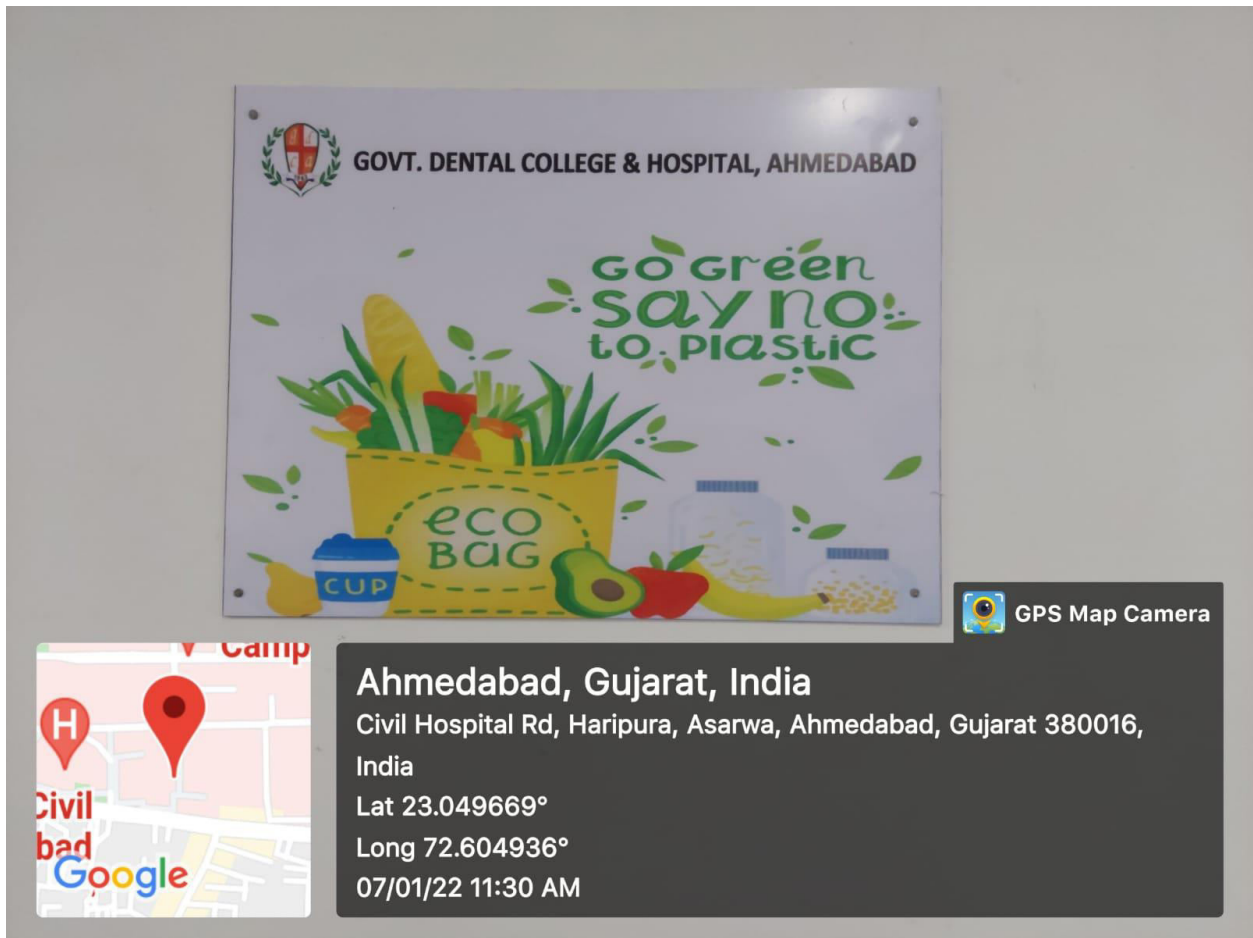 GOVT. DENTAL COLLEGE & HOSPITAL, AHMEDABAD
GO Green
say no
to plastic
eco
BaG
CUP
GPS Map Camera
Camp
H
Civil
bad
Google
Ahmedabad, Gujarat, India
Civil Hospital Rd, Haripura, Asarwa, Ahmedabad, Gujarat 380016,
India
Lat 23.049669°
Long 72.604936°
07/01/22 11:30 AM